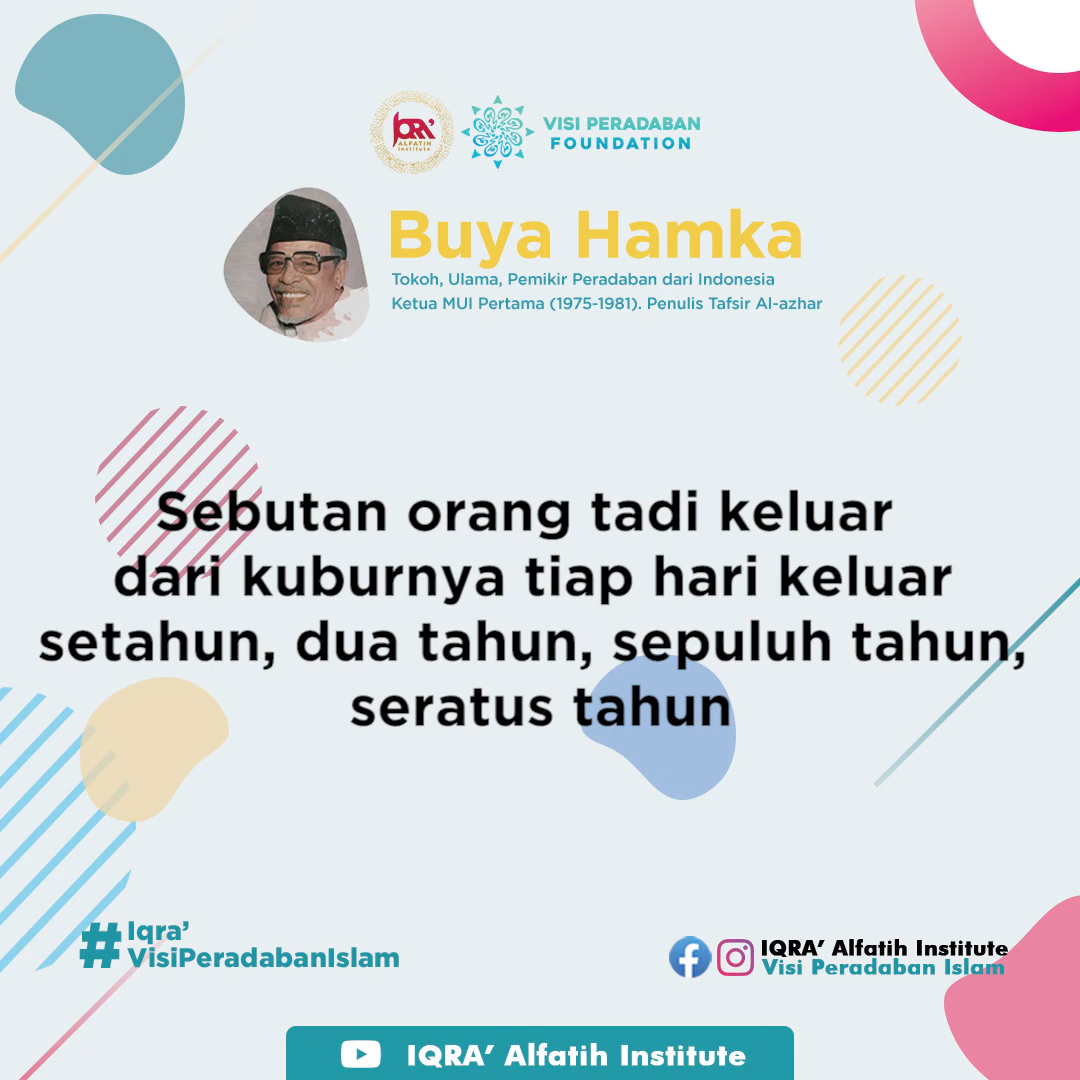 IQRA'
ALFATIH
Institute
VISI PERADABAN
FOUNDATION
Buya Hamka
Tokoh, Ulama, Pemikir Peradaban dari Indonesia
Ketua MUI Pertama (1975-1981). Penulis Tafsir Al-azhar
Sebutan orang tadi keluar
dari kuburnya tiap hari keluar
setahun, dua tahun, sepuluh tahun,
seratus tahun
#Iqra'
VisiPeradabanIslam
IQRA' Alfatih Institute
Visi Peradaban Islam
IQRA' Alfatih Institute